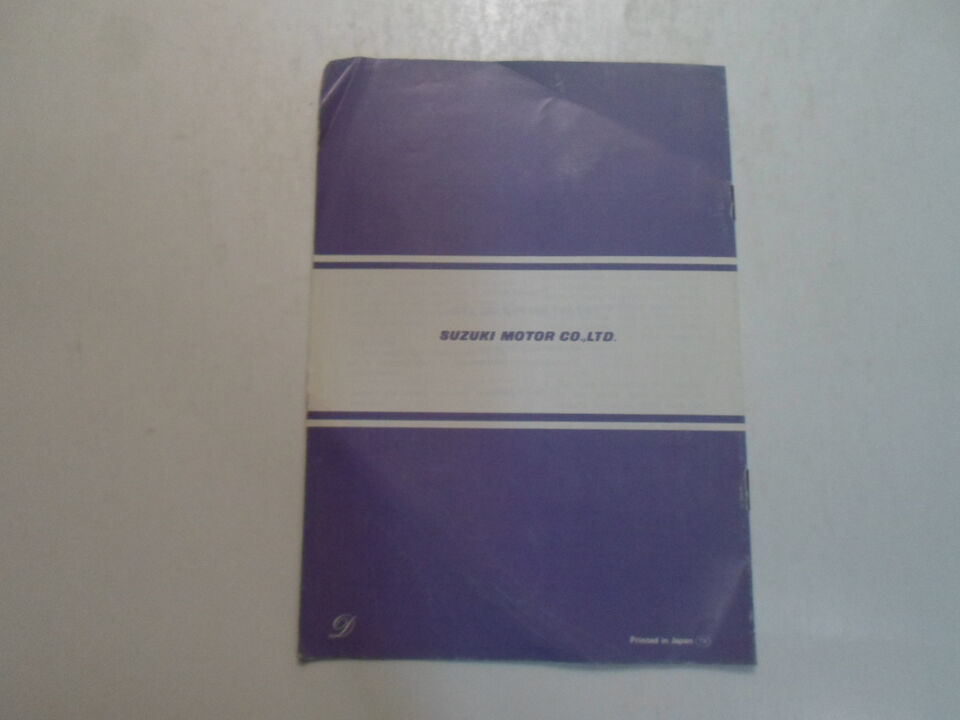 SUZUKI MOTOR CO.,LTD.
D
Printed in Japan